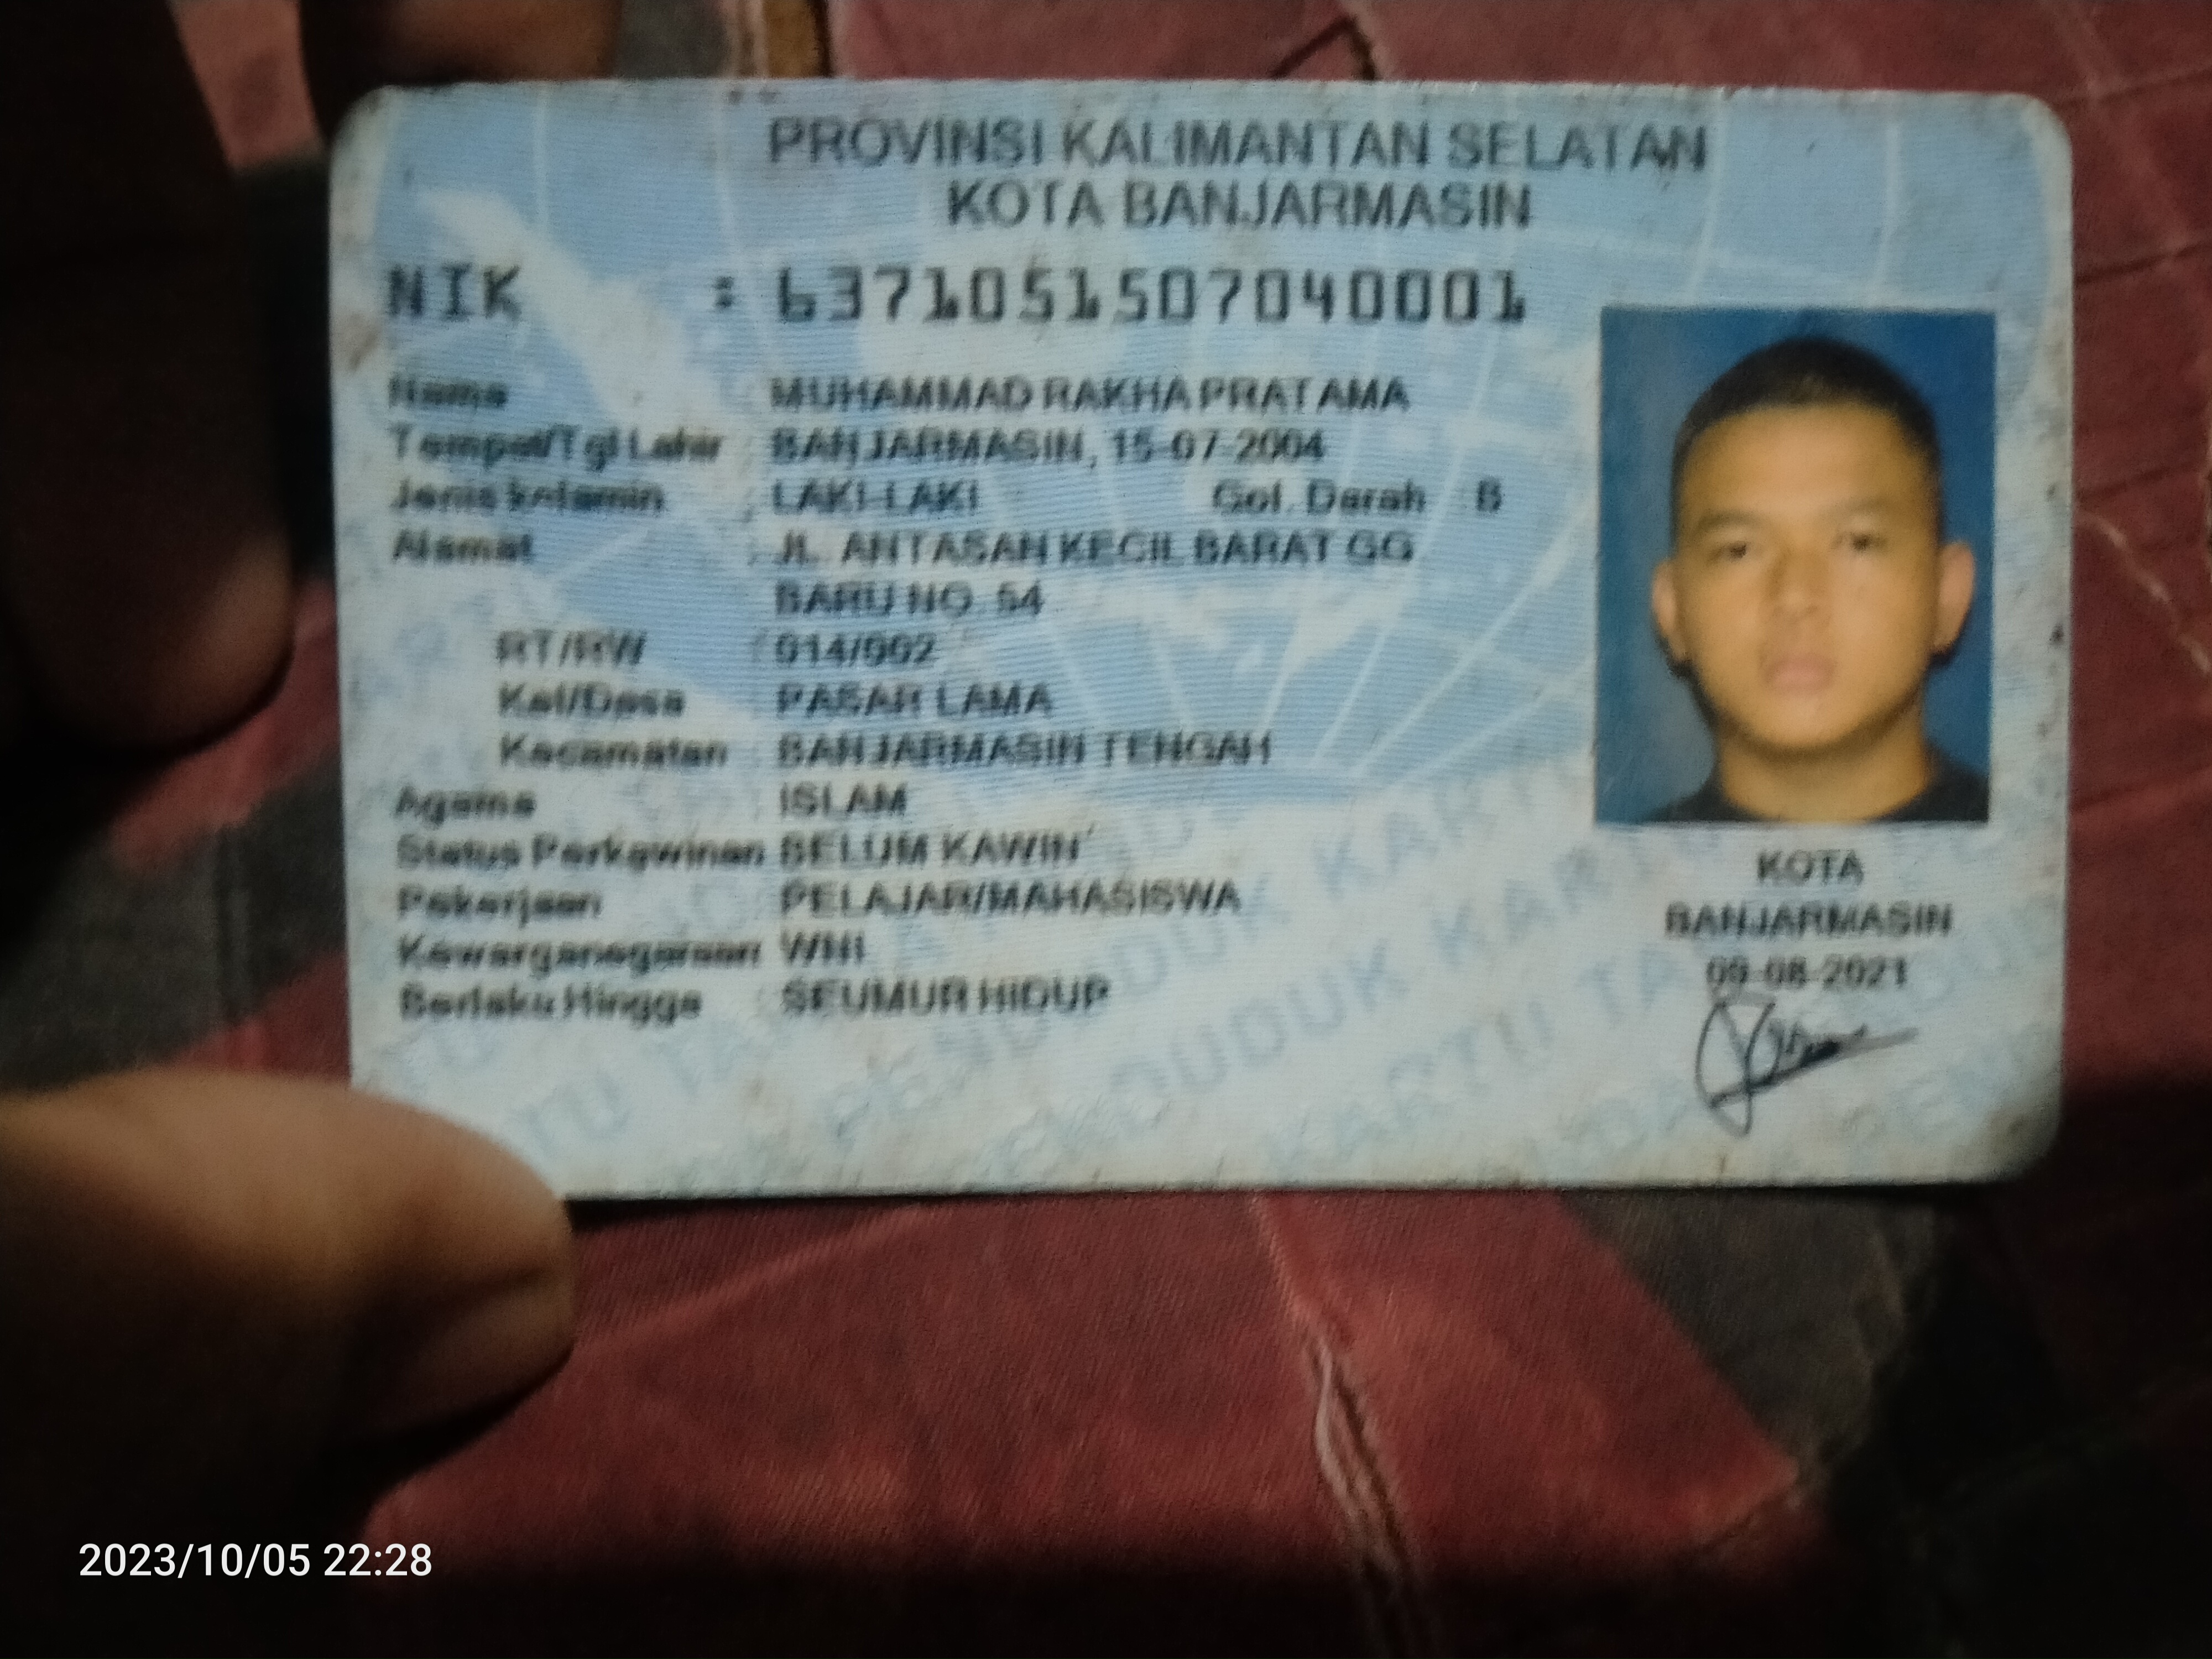 PROVINSI KALIMANTAN SELATAN
KOTA BANJARMASIN
NIK : 6371051507040001
Nama : MUHAMMAD RAKHA PRATAMA
Tempat/Tgl Lahir : BANJARMASIN, 15-07-2004
Jenis kelamin : LAKI-LAKI Gol. Darah B
Alamat : JL. ANTASAN KECIL BARAT GG
BARU NO. 54
RT/RW : 014/002
Kel/Desa : PASAR LAMA
Kecamatan : BANJARMASIN TENGAH
Agama : ISLAM
Status Perkawinan BELUM KAWIN
Pekerjaan : PELAJAR/MAHASISWA
Kewarganegaraan WNI
Berlaku Hingga : SEUMUR HIDUP
KOTA
BANJARMASIN
09-08-2021
2023/10/05 22:28